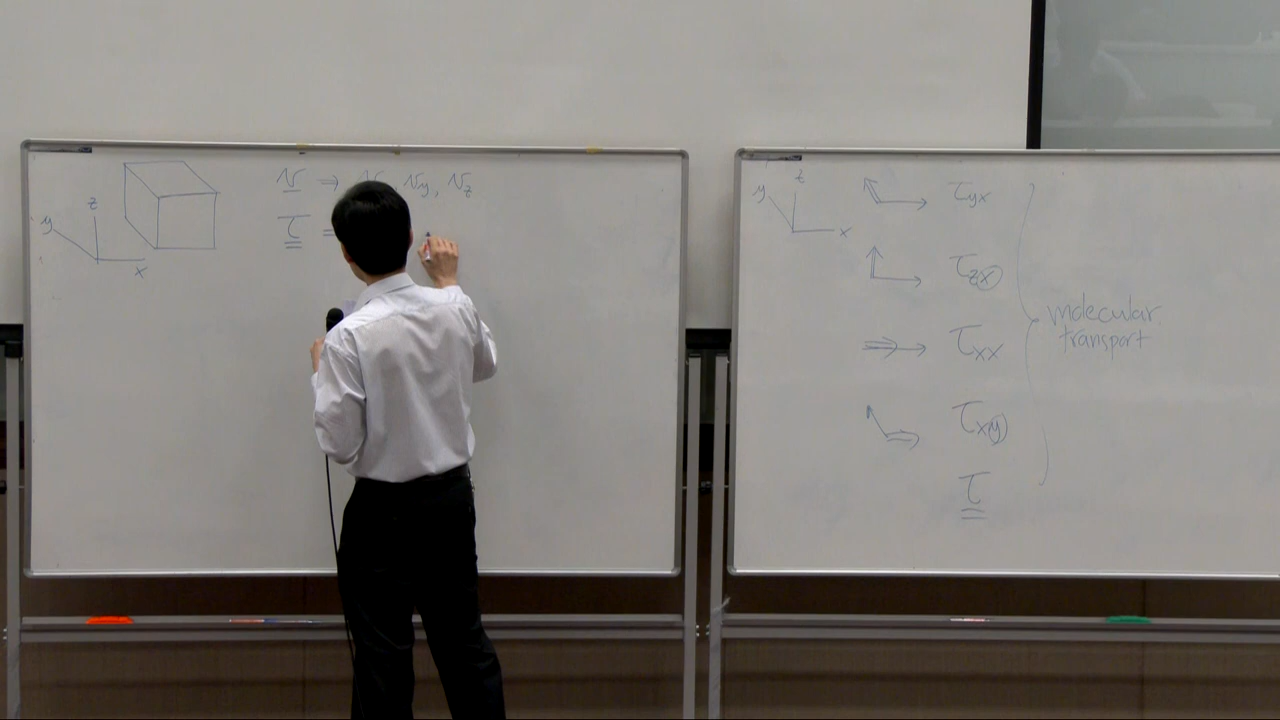 z
y
x
v ⇒ v_y, v_z
τ =
z
y
x
τ_yx
τ_zx
τ_xx
τ_xy
τ
molecular
transport